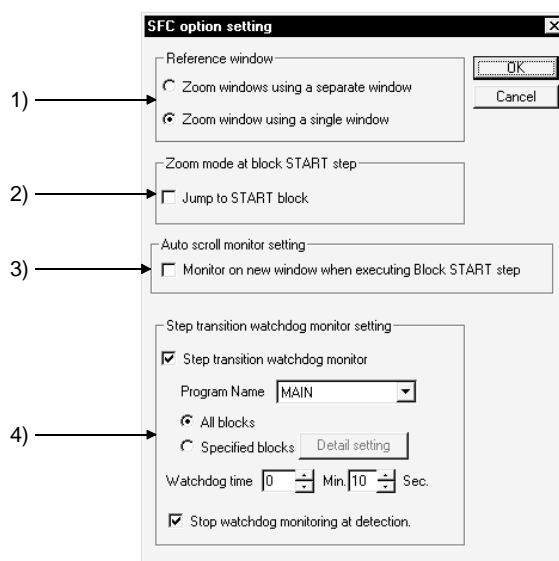 SFC option setting
Reference window
Zoom windows using a separate window
Zoom window using a single window
OK
Cancel
1)
Zoom mode at block START step
Jump to START block
2)
Auto scroll monitor setting
Monitor on new window when executing Block START step
3)
Step transition watchdog monitor setting
Step transition watchdog monitor
Program Name MAIN
All blocks
Specified blocks Detail setting
4)
Watchdog time 0 Min. 10 Sec.
Stop watchdog monitoring at detection.